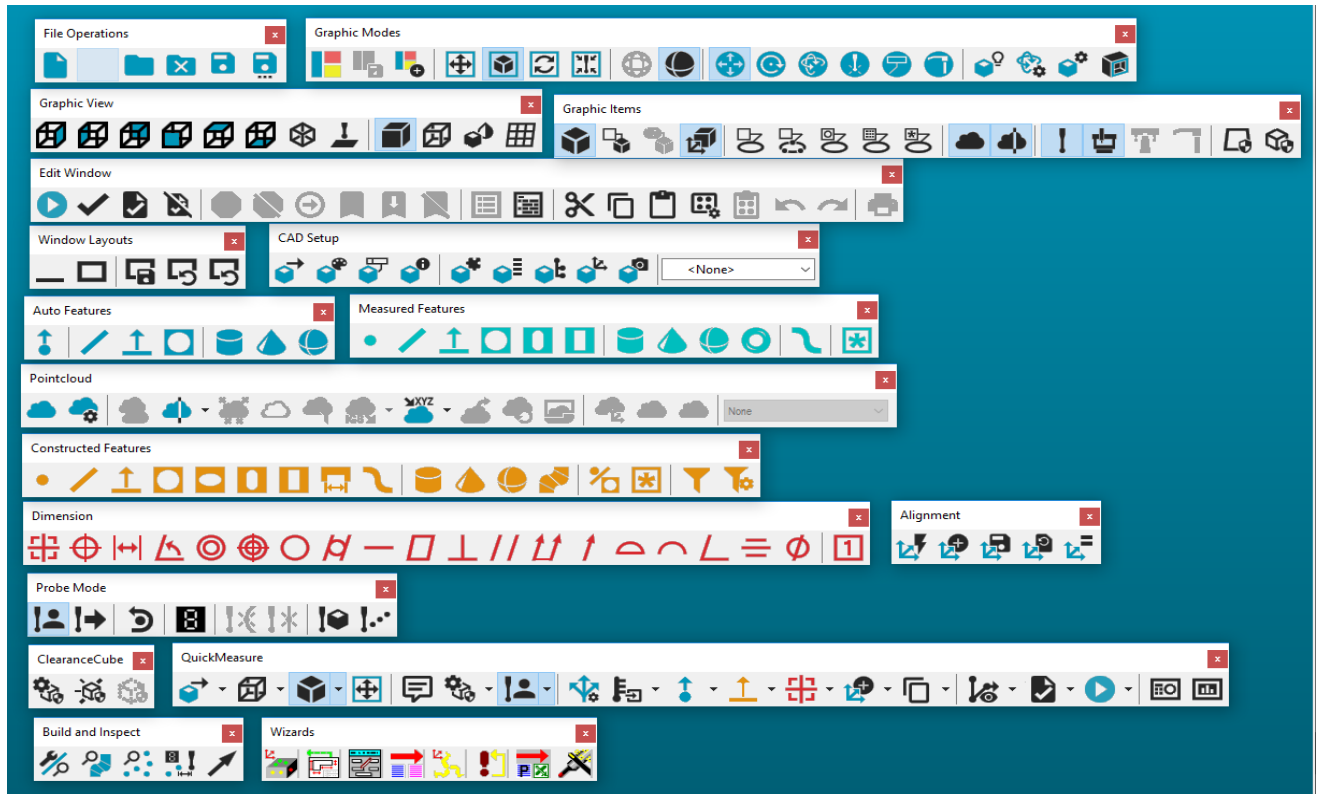 File Operations
Graphic Modes
Graphic View
Graphic Items
Edit Window
Window Layouts
CAD Setup
<None>
Auto Features
Measured Features
Pointcloud
XYZ
None
Constructed Features
Dimension
1
Alignment
Probe Mode
8
ClearanceCube
QuickMeasure
Build and Inspect
Wizards
8
P X